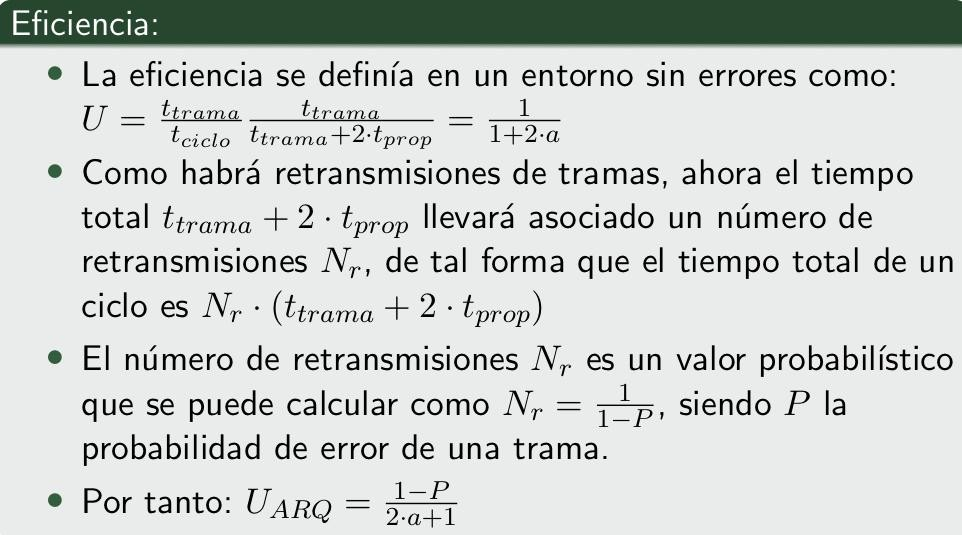 Eficiencia:
• La eficiencia se definía en un entorno sin errores como:
$U = \frac{t_{trama}}{t_{ciclo}} \frac{t_{trama}}{t_{trama}+2 \cdot t_{prop}} = \frac{1}{1+2 \cdot a}$
• Como habrá retransmisiones de tramas, ahora el tiempo
total $t_{trama} + 2 \cdot t_{prop}$ llevará asociado un número de
retransmisiones $N_r$, de tal forma que el tiempo total de un
ciclo es $N_r \cdot (t_{trama} + 2 \cdot t_{prop})$
• El número de retransmisiones $N_r$ es un valor probabilístico
que se puede calcular como $N_r = \frac{1}{1-P}$, siendo $P$ la
probabilidad de error de una trama.
• Por tanto: $U_{ARQ} = \frac{1-P}{2 \cdot a+1}$